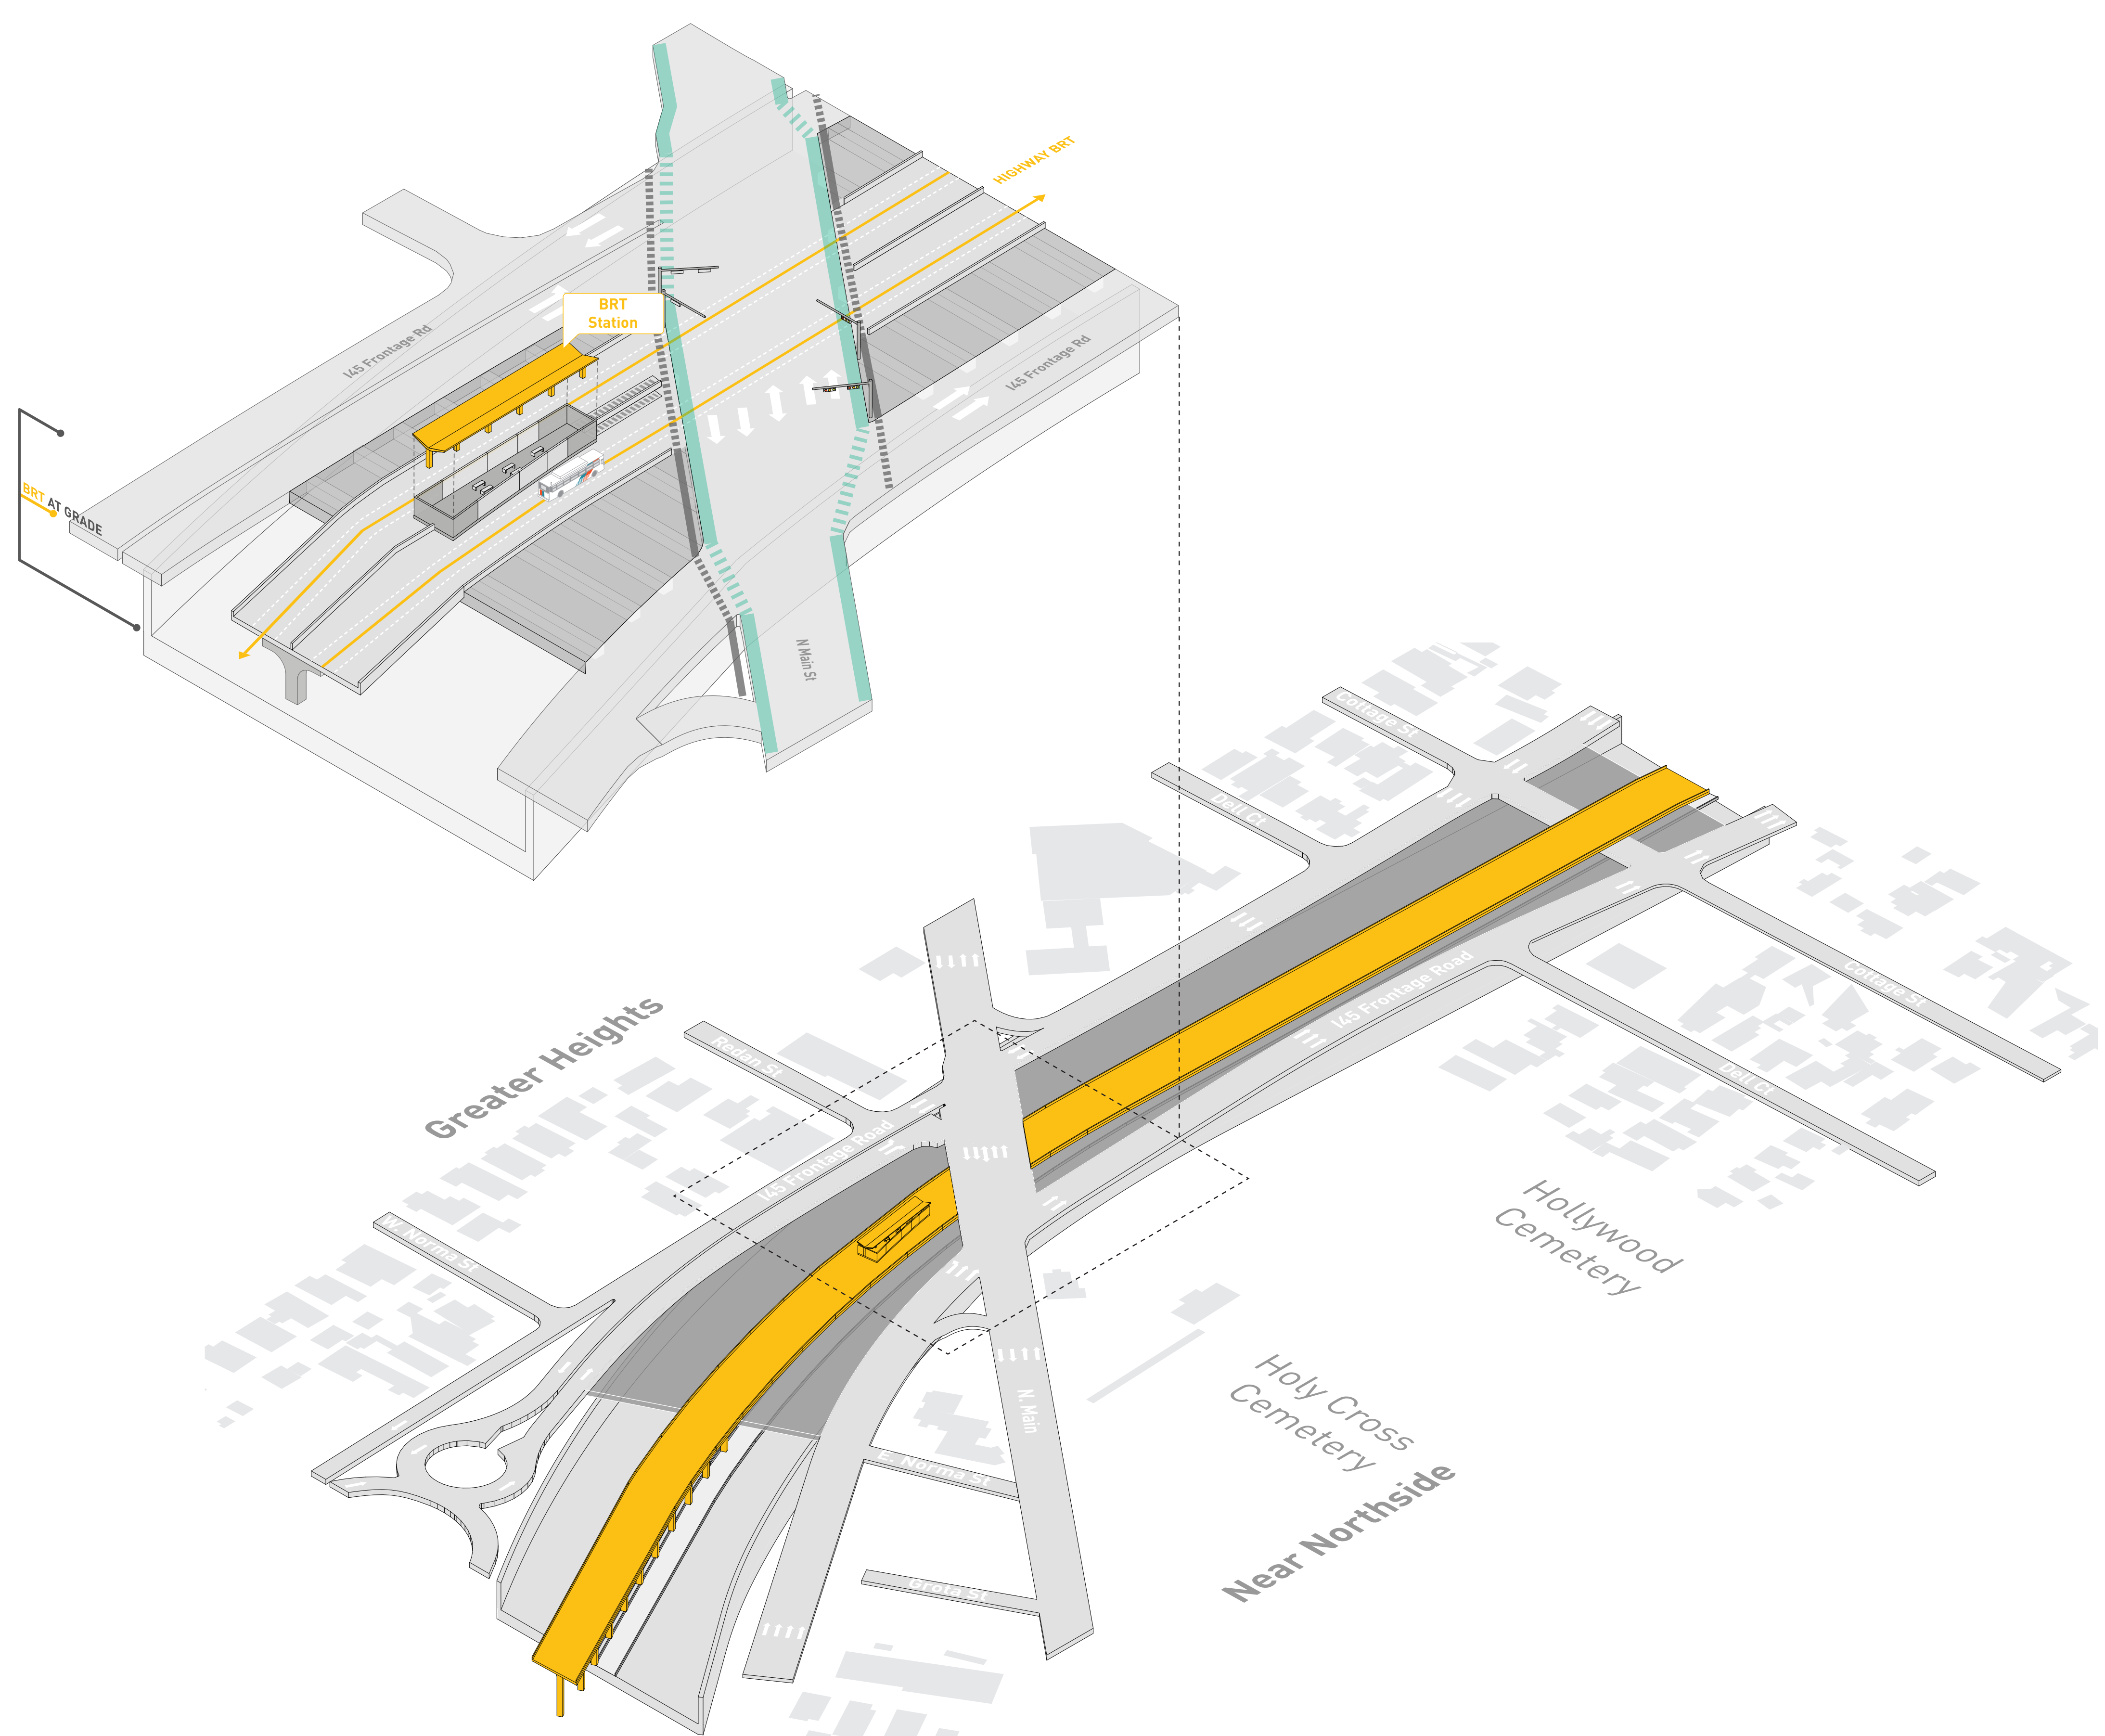 HIGHWAY BRT
BRT
Station
I45 Frontage Rd
I45 Frontage Rd
BRT AT GRADE
N Main St
Cottage St
Dell Ct
Greater Heights
Redan St
I45 Frontage Road
I45 Frontage Road
Cottage St
Dell Ct
W. Norma St
Hollywood
Cemetery
Holy Cross
Cemetery
N. Main
E. Norma St
Near Northside
Grota St